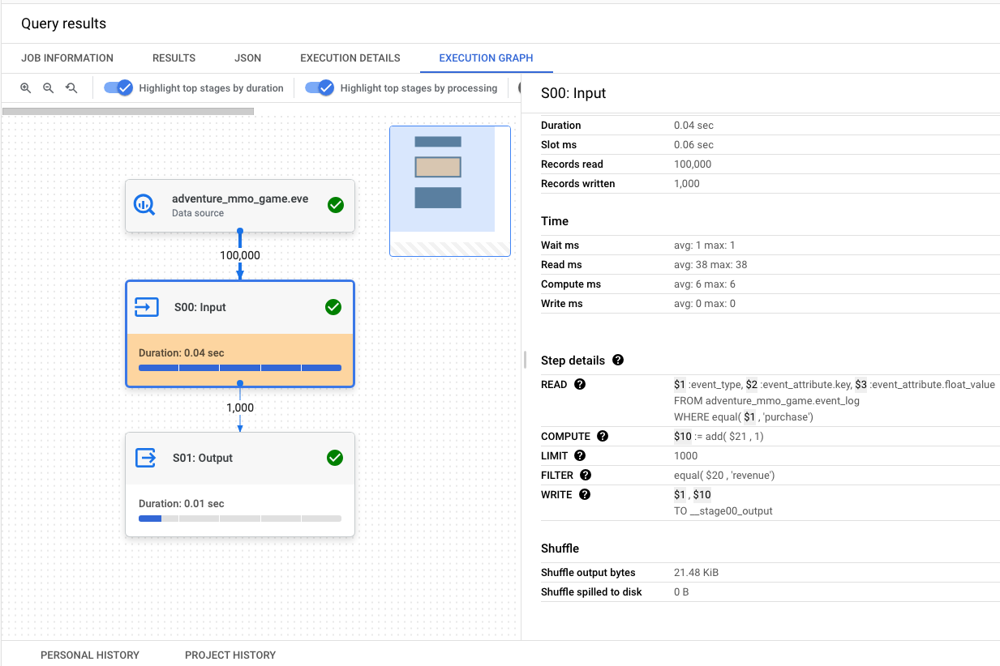 Query results
JOB INFORMATION RESULTS JSON EXECUTION DETAILS EXECUTION GRAPH
Highlight top stages by duration Highlight top stages by processing
adventure_mmo_game.eve
Data source
100,000
S00: Input
Duration: 0.04 sec
1,000
S01: Output
Duration: 0.01 sec
S00: Input
Duration 0.04 sec
Slot ms 0.06 sec
Records read 100,000
Records written 1,000
Time
Wait ms avg: 1 max: 1
Read ms avg: 38 max: 38
Compute ms avg: 6 max: 6
Write ms avg: 0 max: 0
Step details ?
READ ? $1 :event_type, $2 :event_attribute.key, $3 :event_attribute.float_value
FROM adventure_mmo_game.event_log
WHERE equal( $1 , 'purchase')
COMPUTE ? $10 := add( $21 , 1)
LIMIT ? 1000
FILTER ? equal( $20 , 'revenue')
WRITE ? $1 , $10
TO __stage00_output
Shuffle
Shuffle output bytes 21.48 KiB
Shuffle spilled to disk 0 B
PERSONAL HISTORY PROJECT HISTORY